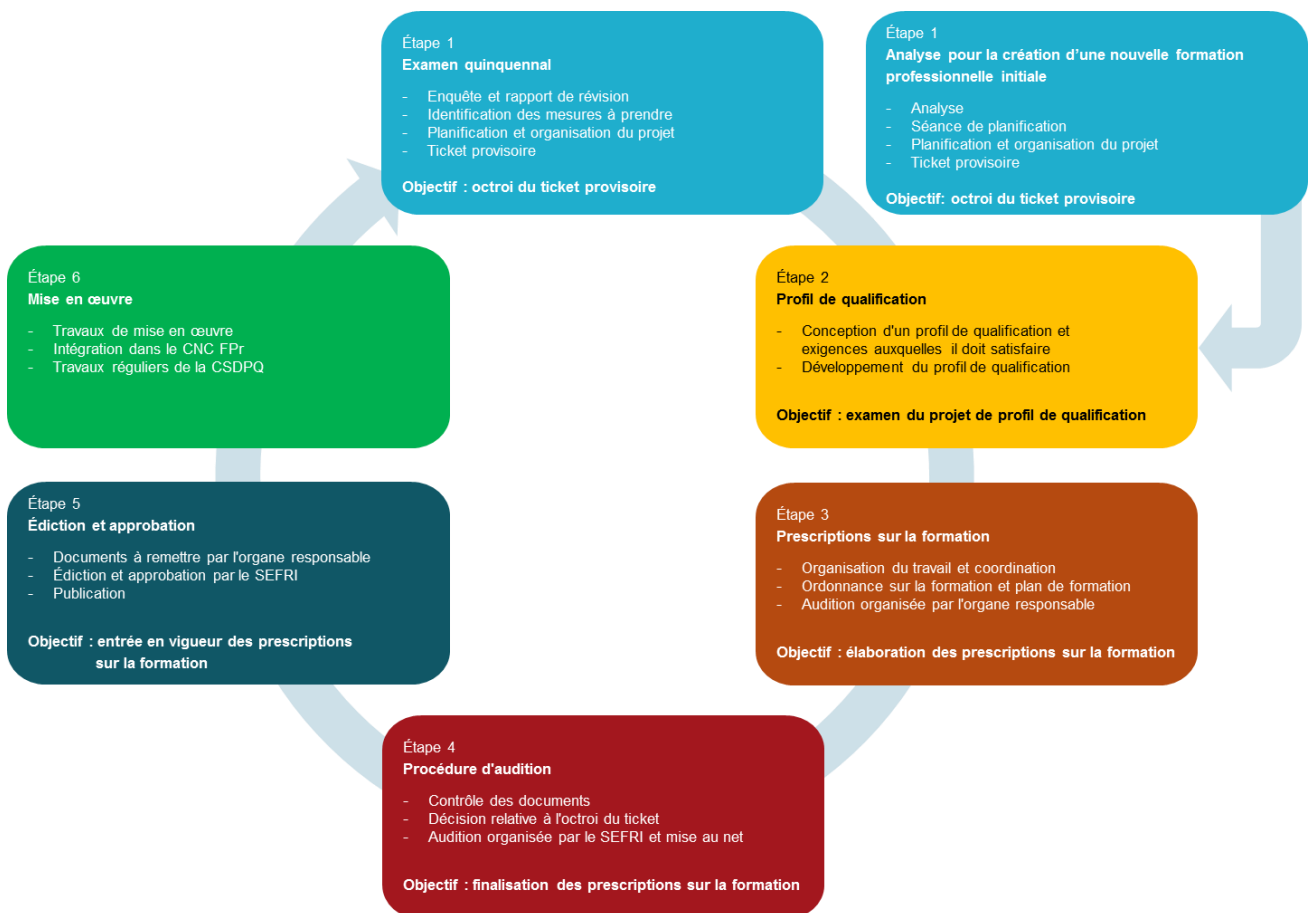 Étape 1
Examen quinquennal
- Enquête et rapport de révision
- Identification des mesures à prendre
- Planification et organisation du projet
- Ticket provisoire
Objectif : octroi du ticket provisoire
Étape 1
Analyse pour la création d'une nouvelle formation
professionnelle initiale
- Analyse
- Séance de planification
- Planification et organisation du projet
- Ticket provisoire
Objectif: octroi du ticket provisoire
Étape 2
Profil de qualification
- Conception d'un profil de qualification et
exigences auxquelles il doit satisfaire
- Développement du profil de qualification
Objectif : examen du projet de profil de qualification
Étape 3
Prescriptions sur la formation
- Organisation du travail et coordination
- Ordonnance sur la formation et plan de formation
- Audition organisée par l'organe responsable
Objectif : élaboration des prescriptions sur la formation
Étape 4
Procédure d'audition
- Contrôle des documents
- Décision relative à l'octroi du ticket
- Audition organisée par le SEFRI et mise au net
Objectif : finalisation des prescriptions sur la formation
Étape 5
Édiction et approbation
- Documents à remettre par l'organe responsable
- Édiction et approbation par le SEFRI
- Publication
Objectif : entrée en vigueur des prescriptions
sur la formation
Étape 6
Mise en œuvre
- Travaux de mise en œuvre
- Intégration dans le CNC FPr
- Travaux réguliers de la CSDPQ